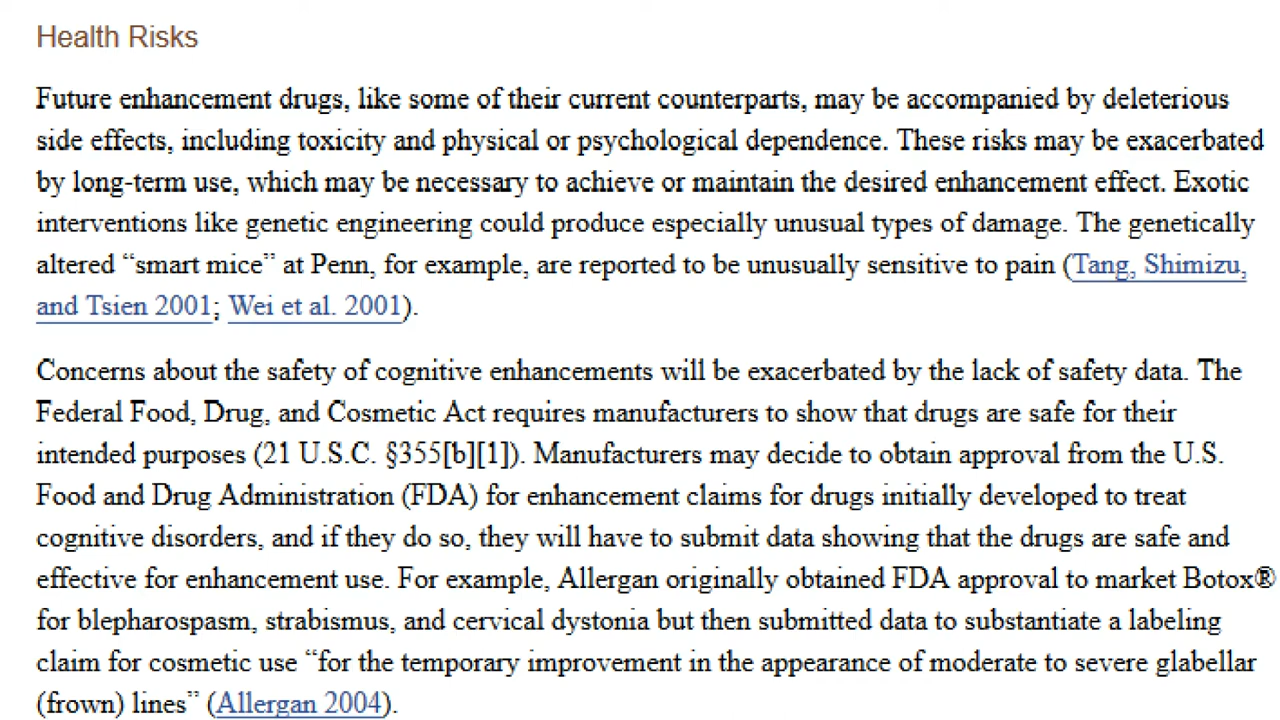 Health Risks
Future enhancement drugs, like some of their current counterparts, may be accompanied by deleterious
side effects, including toxicity and physical or psychological dependence. These risks may be exacerbated
by long-term use, which may be necessary to achieve or maintain the desired enhancement effect. Exotic
interventions like genetic engineering could produce especially unusual types of damage. The genetically
altered “smart mice” at Penn, for example, are reported to be unusually sensitive to pain (Tang, Shimizu,
and Tsien 2001; Wei et al. 2001).
Concerns about the safety of cognitive enhancements will be exacerbated by the lack of safety data. The
Federal Food, Drug, and Cosmetic Act requires manufacturers to show that drugs are safe for their
intended purposes (21 U.S.C. §355[b][1]). Manufacturers may decide to obtain approval from the U.S.
Food and Drug Administration (FDA) for enhancement claims for drugs initially developed to treat
cognitive disorders, and if they do so, they will have to submit data showing that the drugs are safe and
effective for enhancement use. For example, Allergan originally obtained FDA approval to market Botox®
for blepharospasm, strabismus, and cervical dystonia but then submitted data to substantiate a labeling
claim for cosmetic use “for the temporary improvement in the appearance of moderate to severe glabellar
(frown) lines” (Allergan 2004).